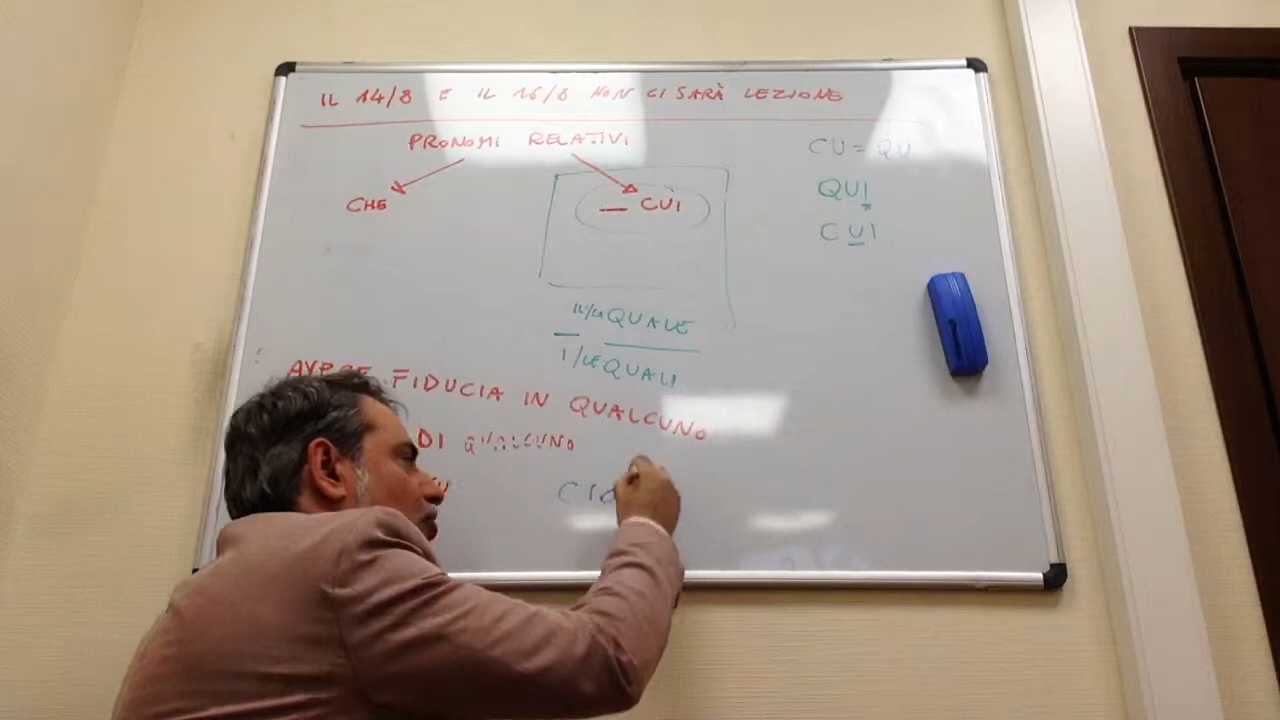 IL 14/8 E IL 16/8 NON CI SARÀ LEZIONE
PRONOMI RELATIVI
CHE
— CUI
CU = QU
QUI
CUI
IL/LA QUALE
I/LE QUALI
! AVERE FIDUCIA IN QUALCUNO
DI QUALCUNO